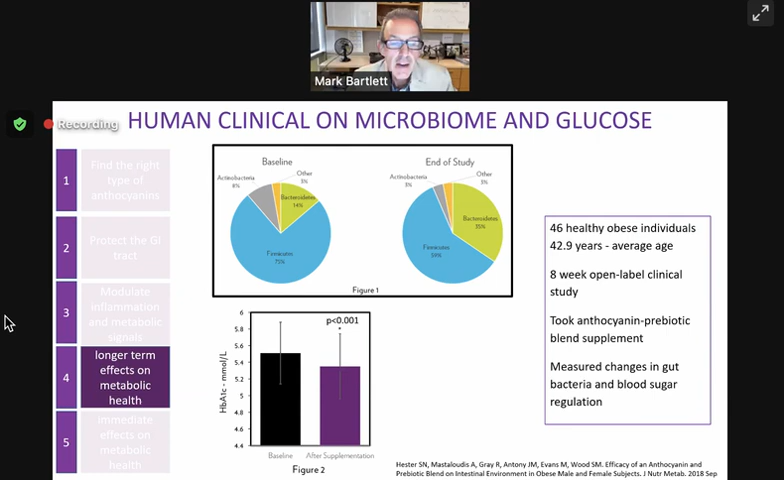 Mark Bartlett
Recording
HUMAN CLINICAL ON MICROBIOME AND GLUCOSE
1
Find the right
type of
anthocyanins
2
Protect the GI
tract
3
Modulate
inflammation
and metabolic
signals
4
longer term
effects on
metabolic
health
5
Immediate
effects on
metabolic
health
Baseline
Actinobacteria
8%
Other
3%
Bacteroidetes
14%
Firmicutes
75%
End of Study
Actinobacteria
3%
Other
3%
Bacteroidetes
35%
Firmicutes
59%
Figure 1
HbA1c - mmol/L
6
5.8
5.6
5.4
5.2
5
4.8
4.6
4.4
p<0.001
*
Baseline
After Supplementation
Figure 2
46 healthy obese individuals
42.9 years - average age
8 week open-label clinical
study
Took anthocyanin-prebiotic
blend supplement
Measured changes in gut
bacteria and blood sugar
regulation
Hester SN, Mastaloudis A, Gray R, Antony JM, Evans M, Wood SM. Efficacy of an Anthocyanin and
Prebiotic Blend on Intestinal Environment in Obese Male and Female Subjects. J Nutr Metab. 2018 Sep